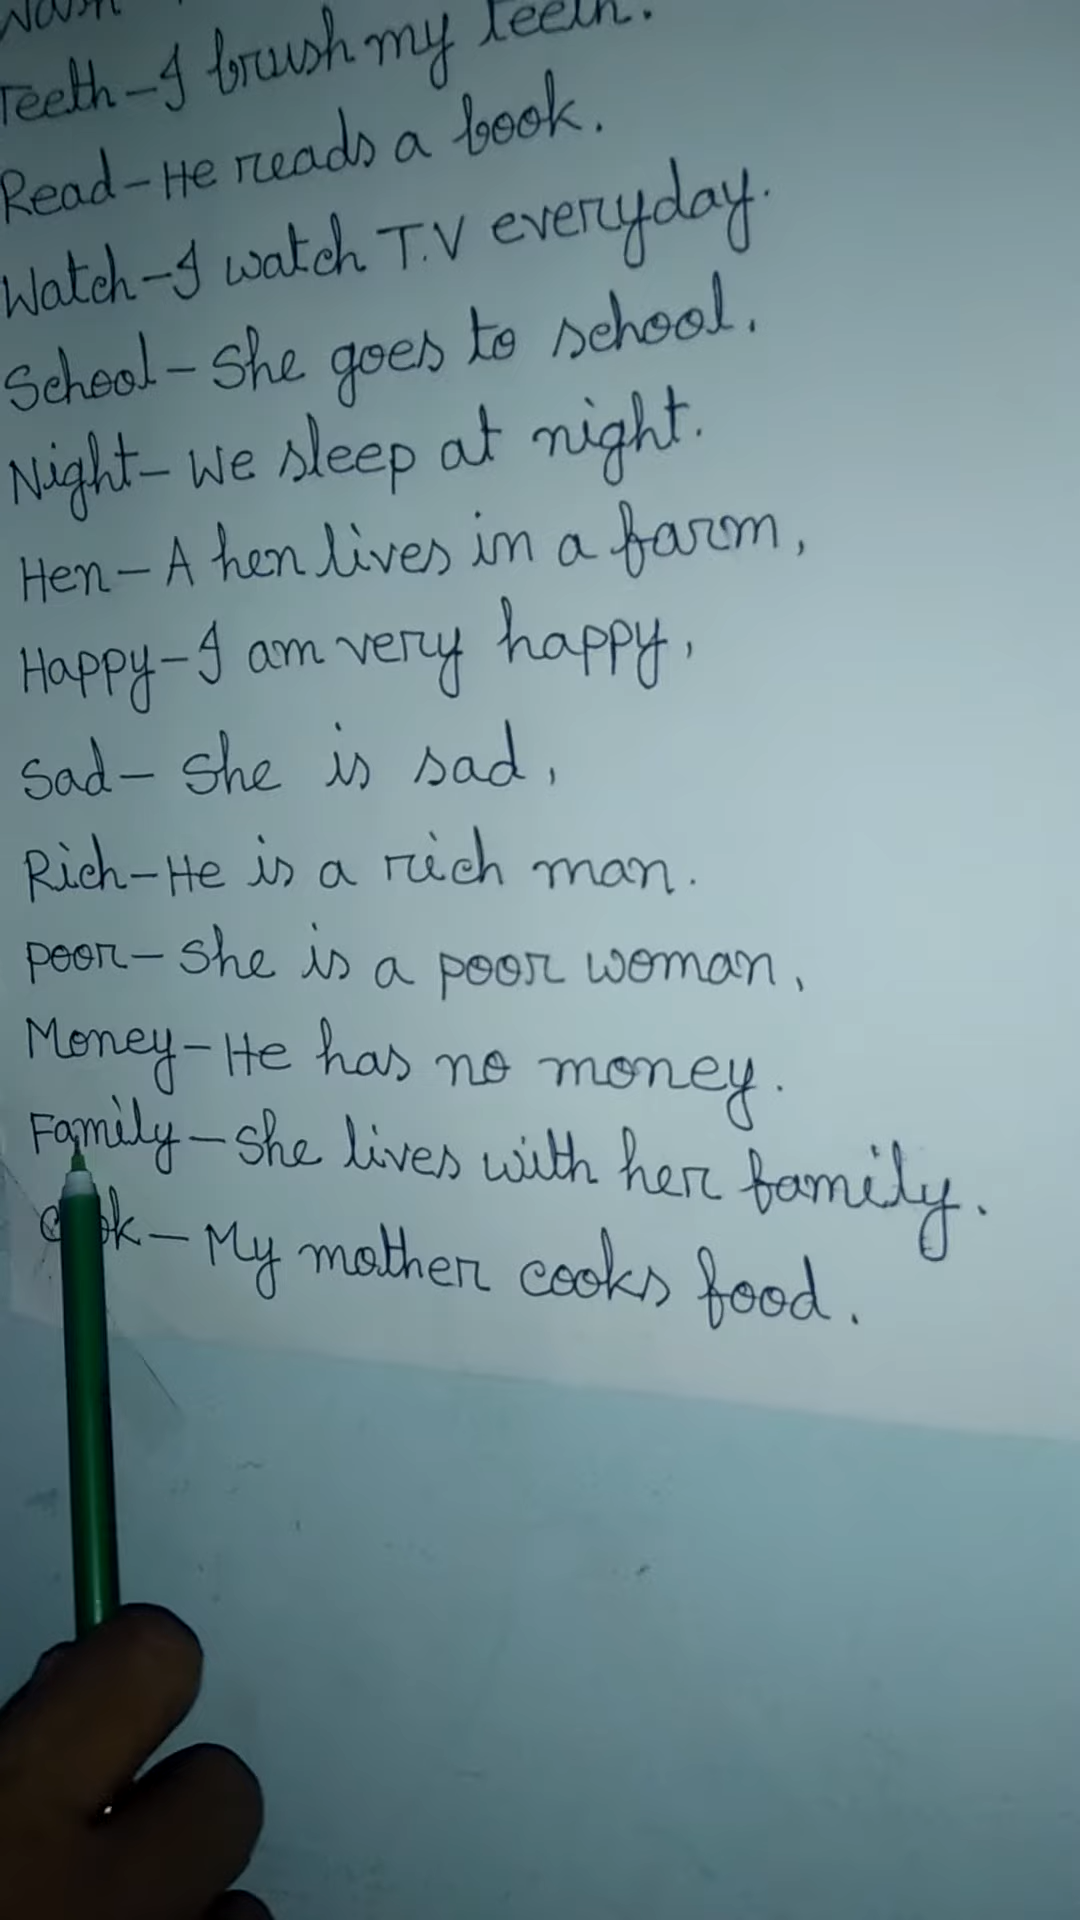 Teeth-I brush my teeth.
Read-He reads a book.
Watch-I watch T.V everyday.
School-She goes to school.
Night-We sleep at night.
Hen-A hen lives in a farm,
Happy-I am very happy,
Sad-She is sad,
Rich-He is a rich man.
Poor-She is a poor woman,
Money-He has no money.
Family-She lives with her family.
Cook-My mother cooks food.